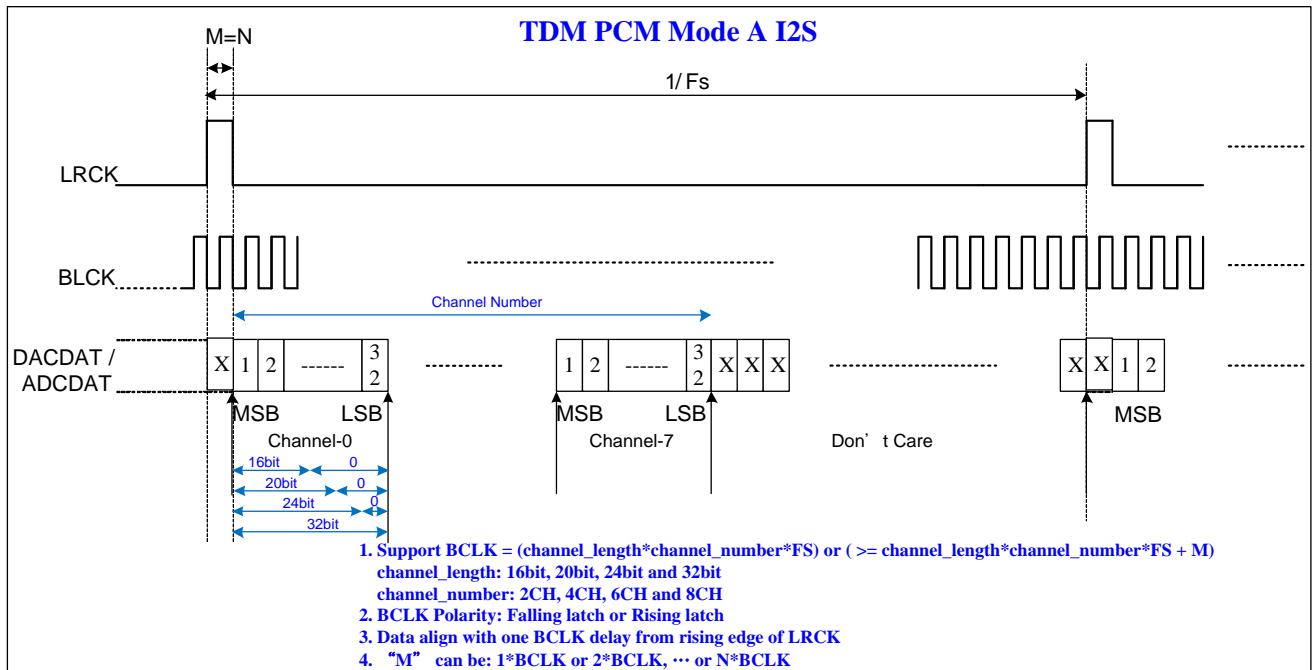 TDM PCM Mode A I2S
M=N
1/ Fs
LRCK
BLCK
Channel Number
DACDAT /
ADCDAT
X 1 2 ------ 3 2
1 2 ------ 3 2 X X X
X X 1 2
MSB LSB
MSB LSB
MSB
Channel-0
Channel-7
Don’ t Care
16bit 0
20bit 0
24bit 0
32bit
1. Support BCLK = (channel_length*channel_number*FS) or ( >= channel_length*channel_number*FS + M)
channel_length: 16bit, 20bit, 24bit and 32bit
channel_number: 2CH, 4CH, 6CH and 8CH
2. BCLK Polarity: Falling latch or Rising latch
3. Data align with one BCLK delay from rising edge of LRCK
4. “M” can be: 1*BCLK or 2*BCLK, ··· or N*BCLK